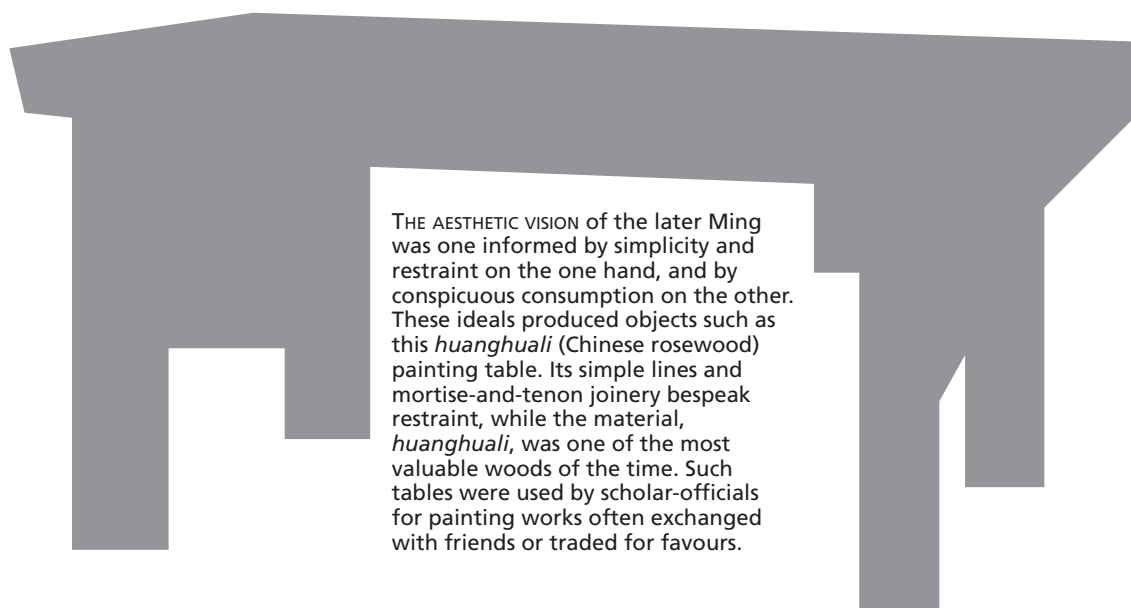 THE AESTHETIC VISION of the later Ming
was one informed by simplicity and
restraint on the one hand, and by
conspicuous consumption on the other.
These ideals produced objects such as
this huanghuali (Chinese rosewood)
painting table. Its simple lines and
mortise-and-tenon joinery bespeak
restraint, while the material,
huanghuali, was one of the most
valuable woods of the time. Such
tables were used by scholar-officials
for painting works often exchanged
with friends or traded for favours.